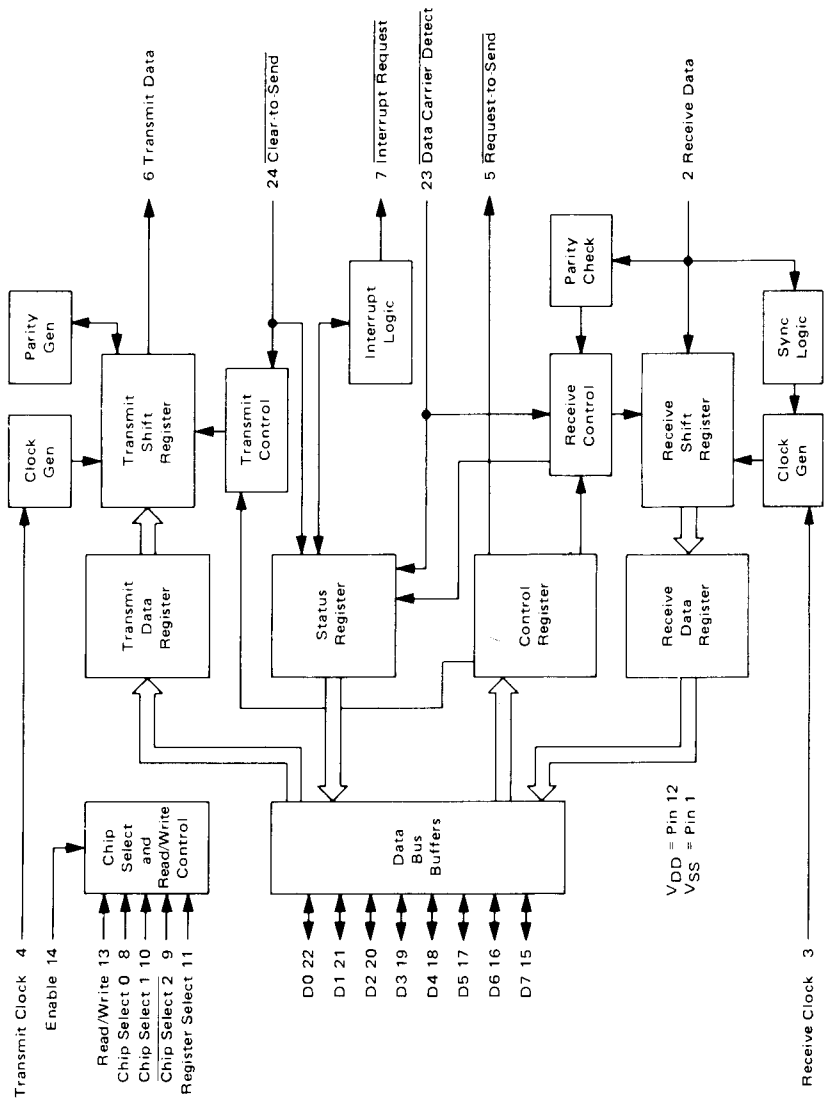 Transmit Clock 4
Enable 14
Read/Write 13
Chip Select 0 8
Chip Select 1 10
Chip Select 2 9
Register Select 11
Chip
Select
and
Read/Write
Control
D0 22
D1 21
D2 20
D3 19
D4 18
D5 17
D6 16
D7 15
Data
Bus
Buffers
Receive Clock 3
VDD = Pin 12
VSS = Pin 1
Transmit
Data
Register
Status
Register
Control
Register
Receive
Data
Register
Clock
Gen
Parity
Gen
Transmit
Shift
Register
Transmit
Control
Interrupt
Logic
Receive
Control
Parity
Check
Receive
Shift
Register
Clock
Gen
Sync
Logic
6 Transmit Data
24 Clear-to-Send
7 Interrupt Request
23 Data Carrier Detect
5 Request-to-Send
2 Receive Data